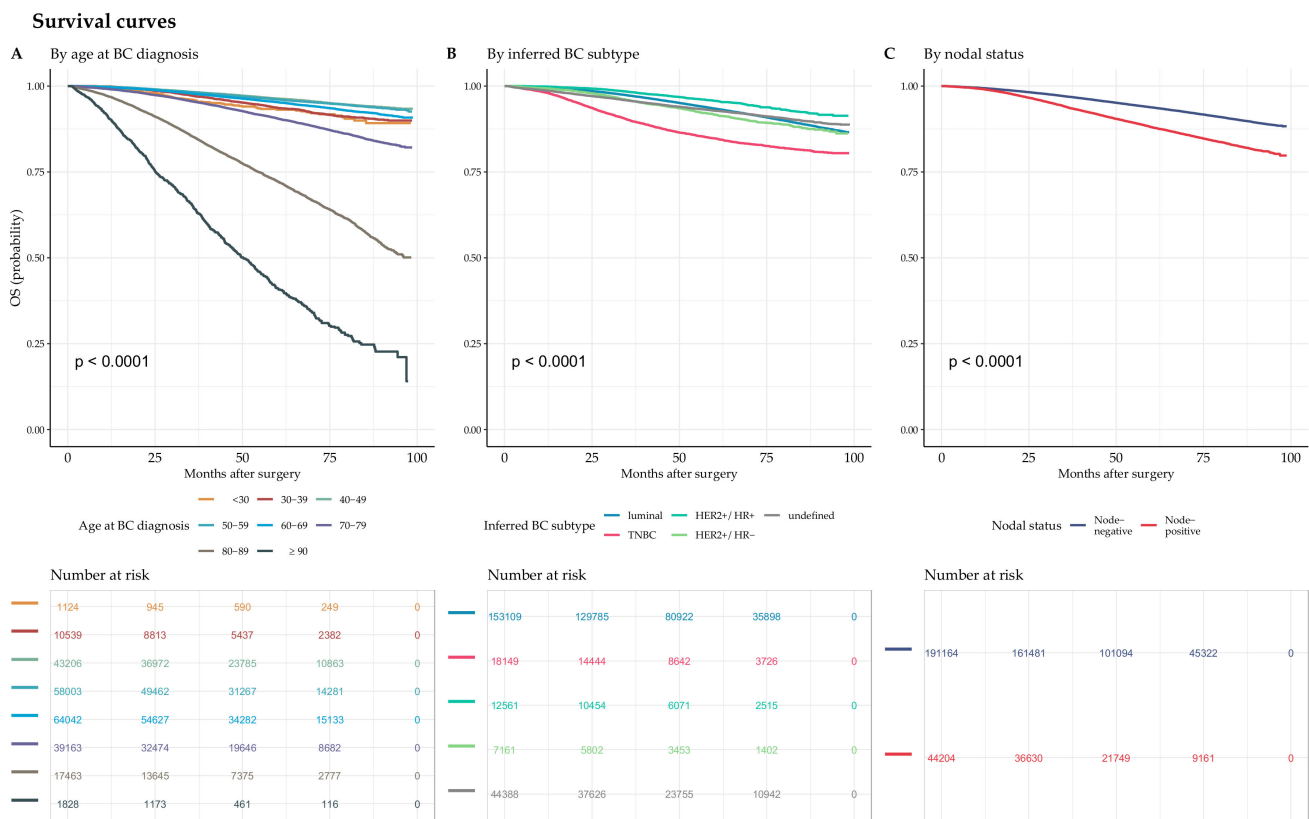 Survival curves
A By age at BC diagnosis
B By inferred BC subtype
C By nodal status
OS (probability)
1.00
0.75
0.50
0.25
0.00
p < 0.0001
0 25 50 75 100
Months after surgery
1.00
0.75
0.50
0.25
0.00
p < 0.0001
0 25 50 75 100
Months after surgery
1.00
0.75
0.50
0.25
0.00
p < 0.0001
0 25 50 75 100
Months after surgery
Age at BC diagnosis
<30 30−39 40−49
50−59 60−69 70−79
80−89 ≥ 90
Inferred BC subtype
luminal HER2+/ HR+ undefined
TNBC HER2+/ HR−
Nodal status
Node−
negative
Node−
positive
Number at risk
1124 945 590 249 0
10539 8813 5437 2382 0
43206 36972 23785 10863 0
58003 49462 31267 14281 0
64042 54627 34282 15133 0
39163 32474 19646 8682 0
17463 13645 7375 2777 0
1828 1173 461 116 0
Number at risk
153109 129785 80922 35898 0
18149 14444 8642 3726 0
12561 10454 6071 2515 0
7161 5802 3453 1402 0
44388 37626 23755 10942 0
Number at risk
191164 161481 101094 45322 0
44204 36630 21749 9161 0